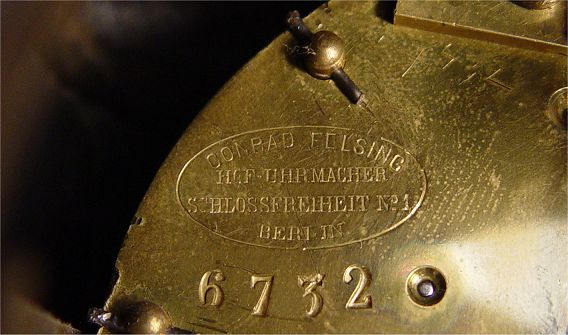 CONRAD FELSING
HOF-UHRMACHER
SCHLOSSFREIHEIT No. 1
BERLIN
6732